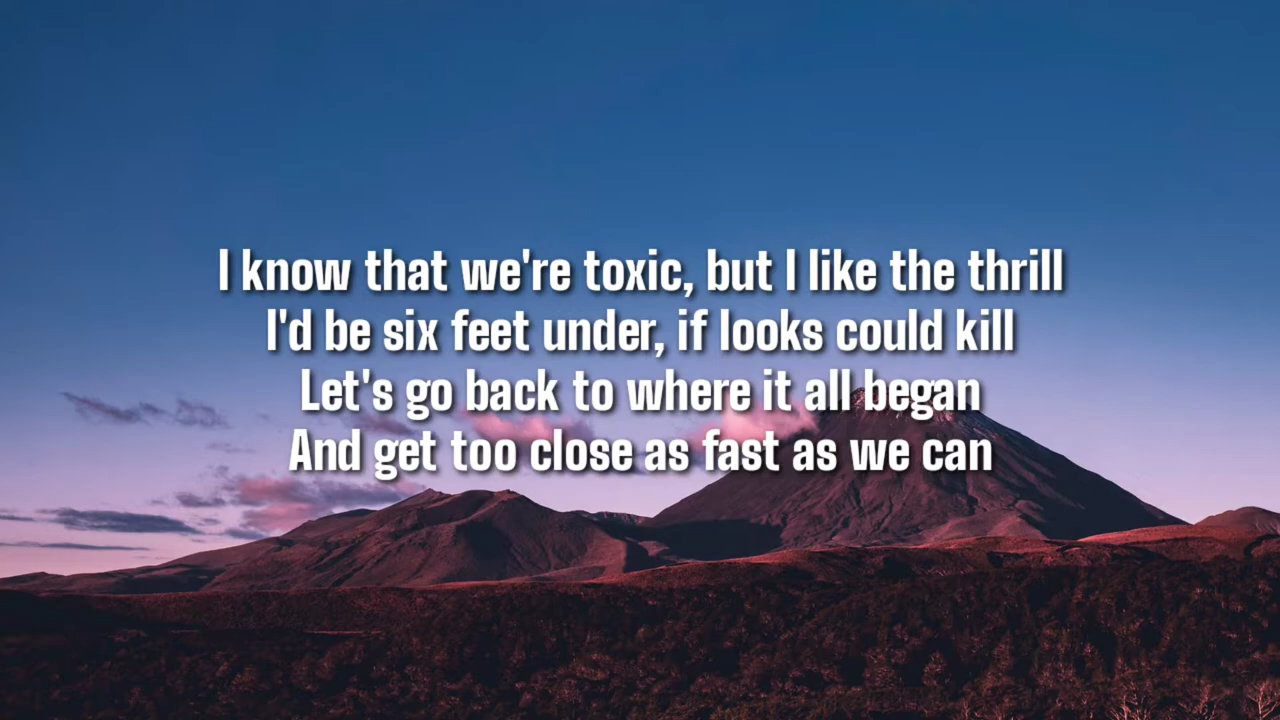 I know that we're toxic, but I like the thrill
I'd be six feet under, if looks could kill
Let's go back to where it all began
And get too close as fast as we can